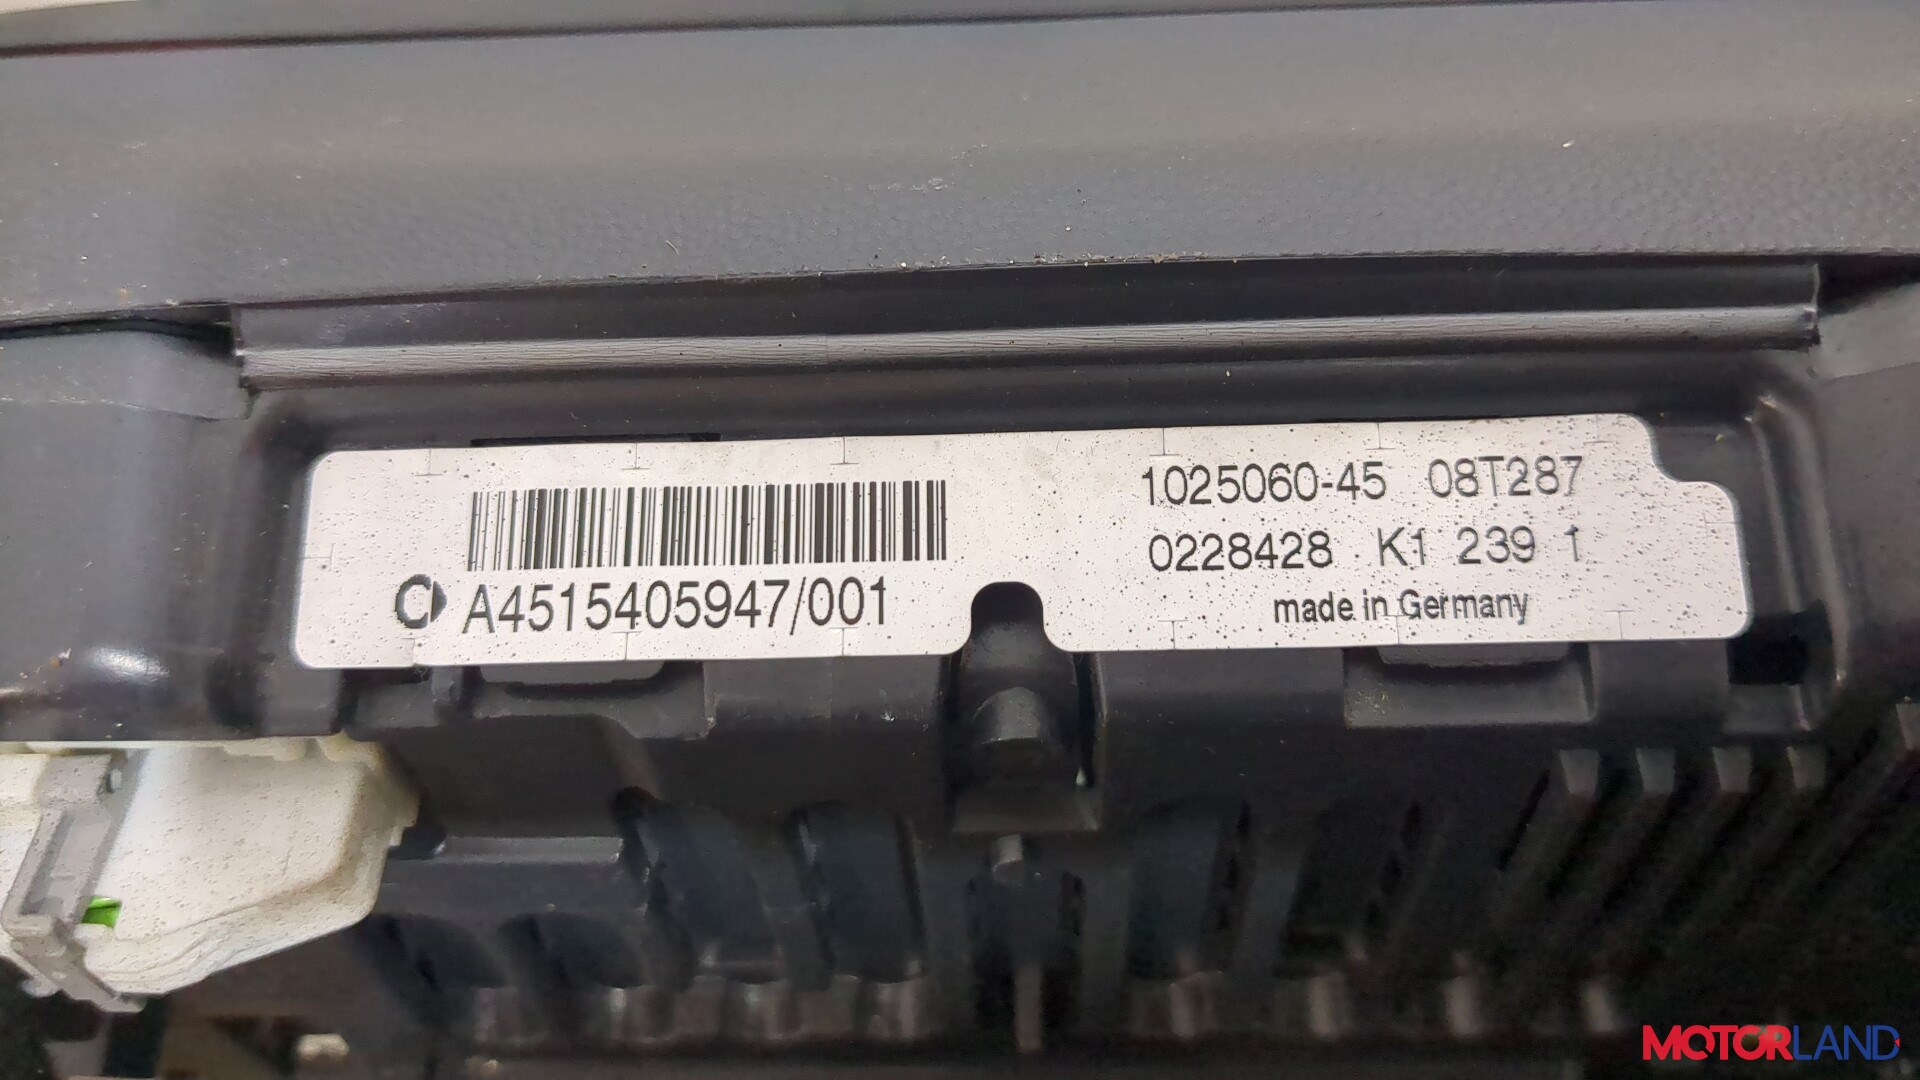 1025060-45 08T287
0228428 K1 239 1
A4515405947/001
made in Germany
MOTORLAND